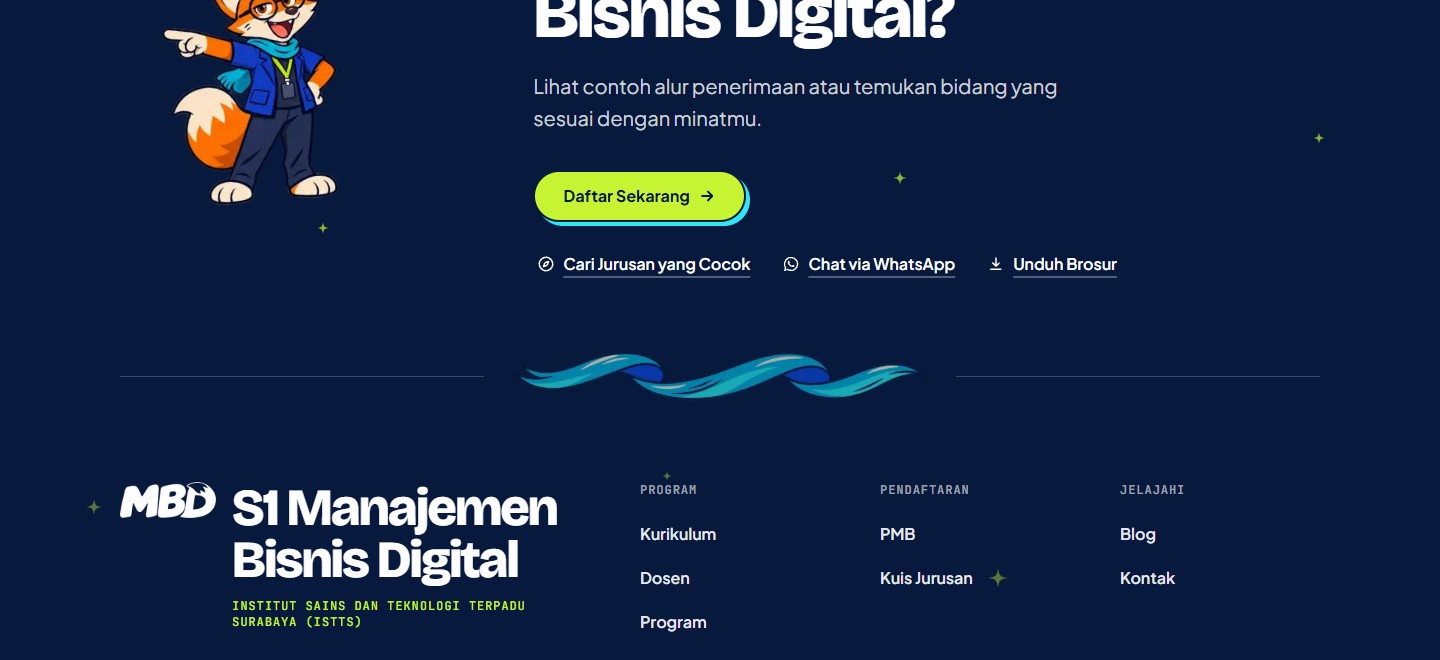 Bisnis Digital?
Lihat contoh alur penerimaan atau temukan bidang yang
sesuai dengan minatmu.
Daftar Sekarang
Cari Jurusan yang Cocok
Chat via WhatsApp
Unduh Brosur
MBD
S1 Manajemen
Bisnis Digital
INSTITUT SAINS DAN TEKNOLOGI TERPADU
SURABAYA (ISTTS)
PROGRAM
Kurikulum
Dosen
Program
PENDAFTARAN
PMB
Kuis Jurusan
JELAJAHI
Blog
Kontak